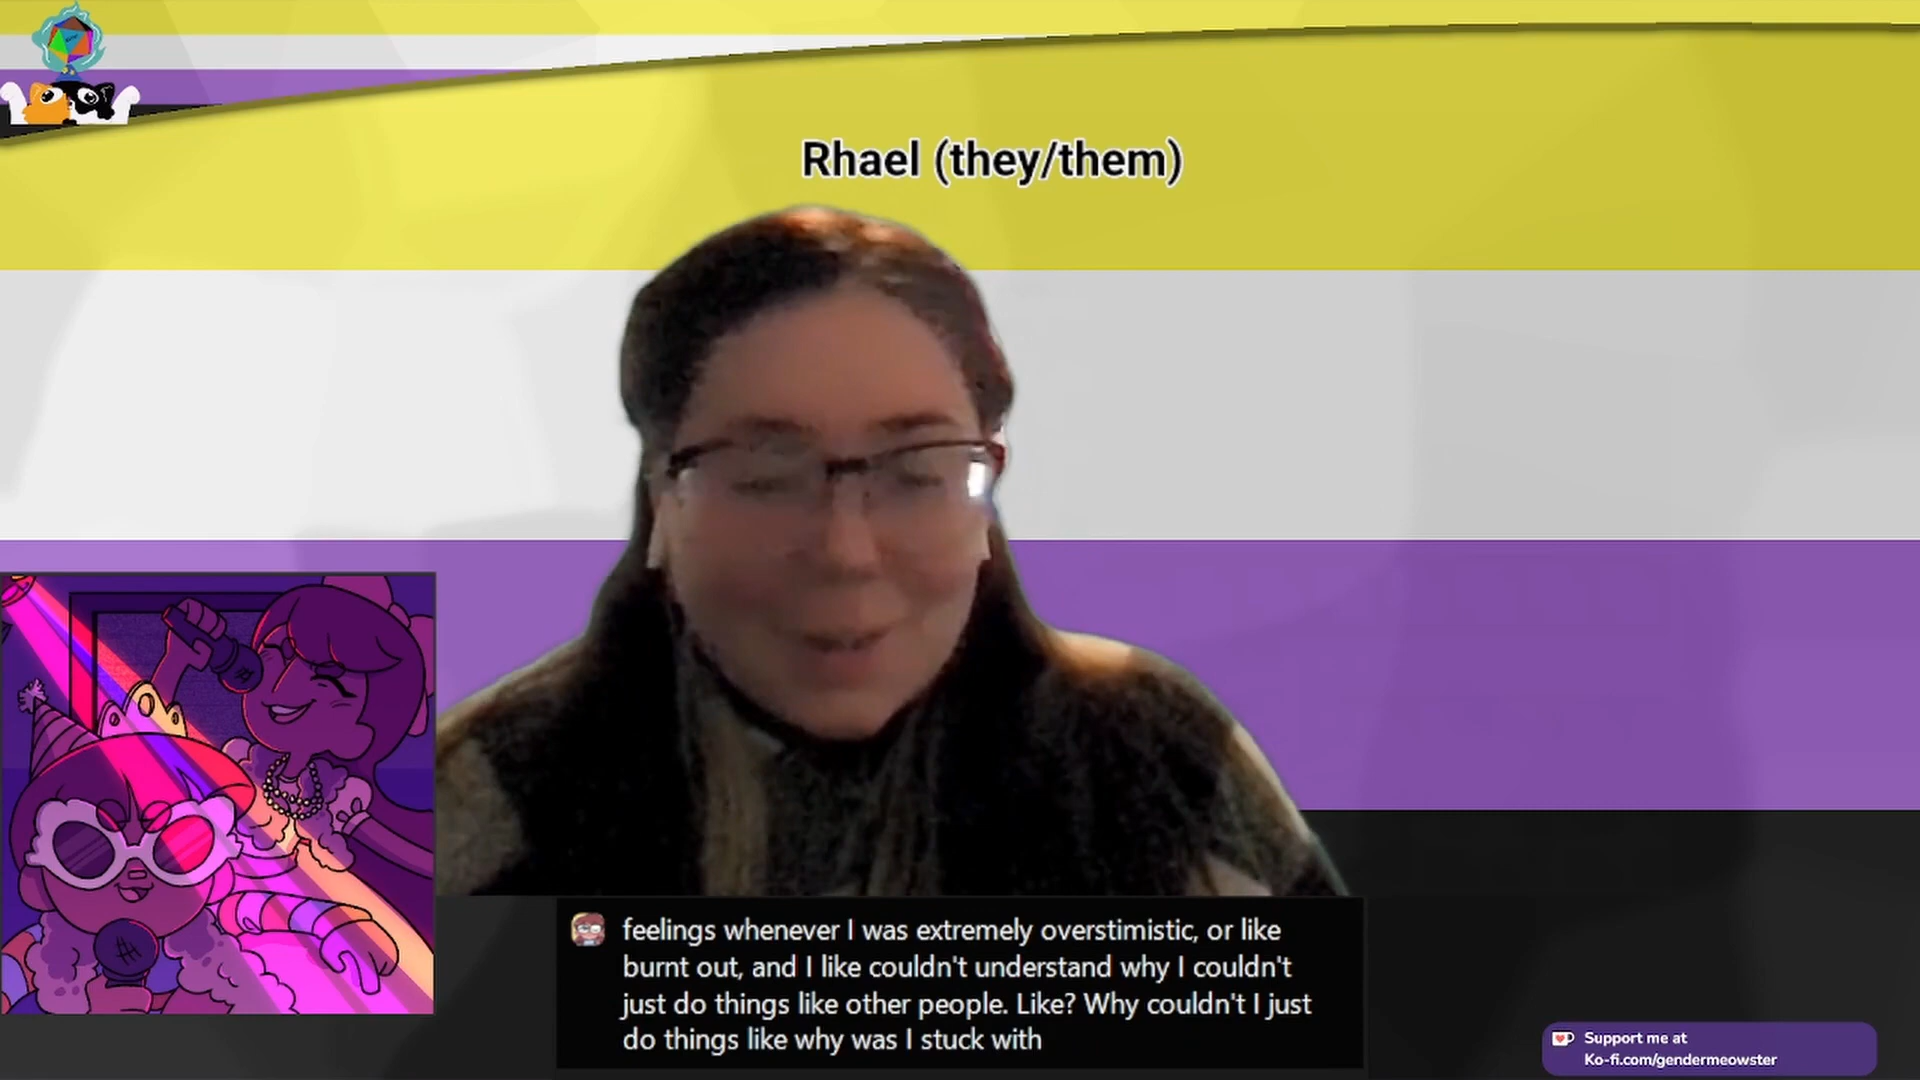 Rhael (they/them)
feelings whenever I was extremely overstimistic, or like
burnt out, and I like couldn't understand why I couldn't
just do things like other people. Like? Why couldn't I just
do things like why was I stuck with
Support me at
Ko-fi.com/gendermeowster